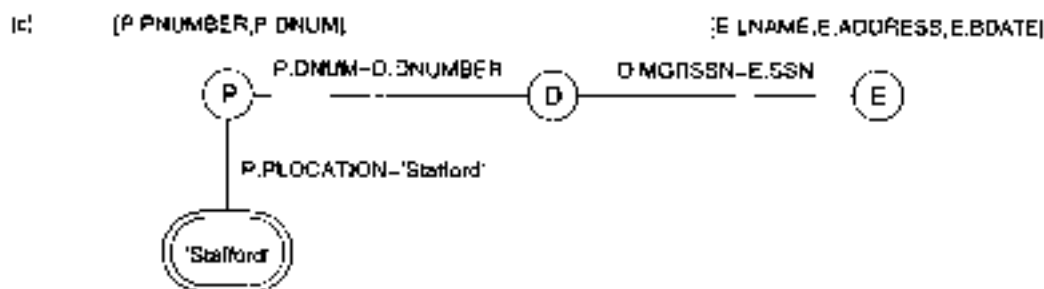 (c) [P.PNUMBER,P.DNUM] [E.LNAME,E.ADDRESS,E.BDATE]
P.DNUM=D.DNUMBER D.MGRSSN=E.SSN
P D E
P.PLOCATION='Stafford'
'Stafford'